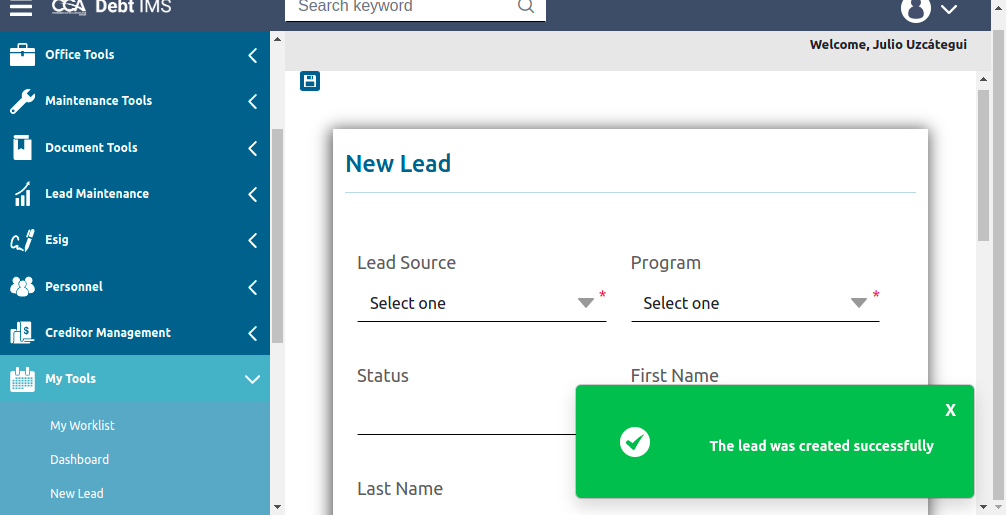 CCA Debt IMS
Search keyword
Welcome, Julio Uzcátegui
Office Tools
Maintenance Tools
Document Tools
Lead Maintenance
Esig
Personnel
Creditor Management
My Tools
My Worklist
Dashboard
New Lead
New Lead
Lead Source
Program
Select one *
Select one *
Status
First Name
Last Name
X
The lead was created successfully